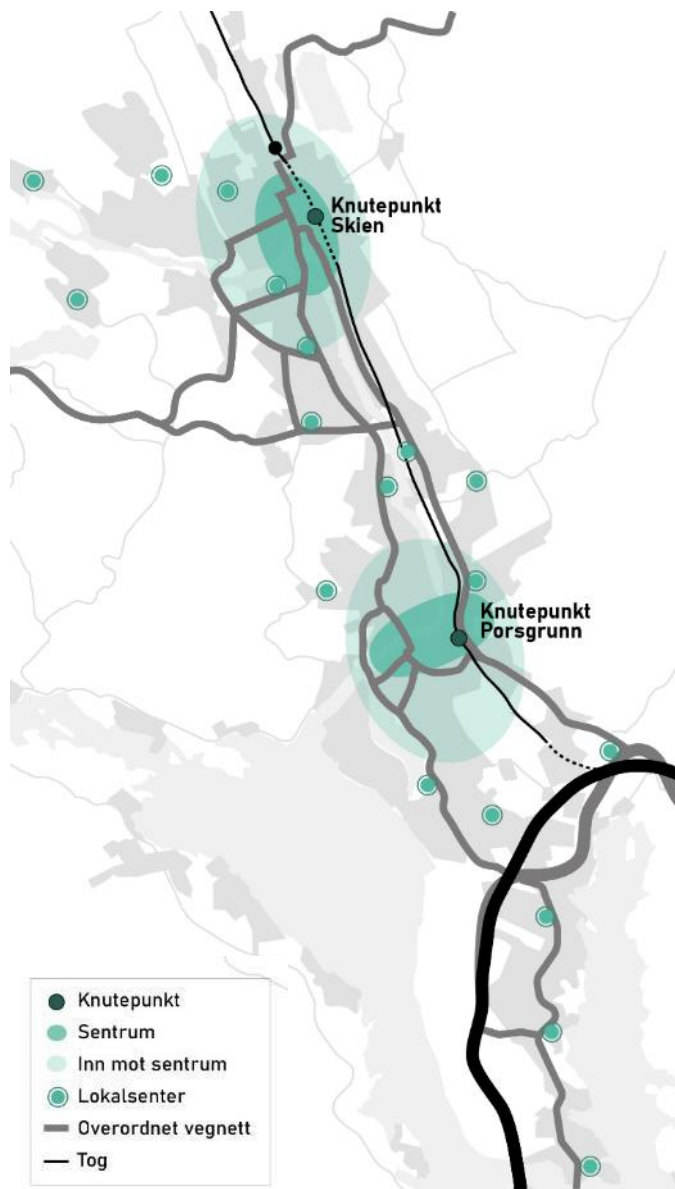 Knutepunkt
Skien
Knutepunkt
Porsgrunn
Knutepunkt
Sentrum
Inn mot sentrum
Lokalsenter
Overordnet vegnett
Tog